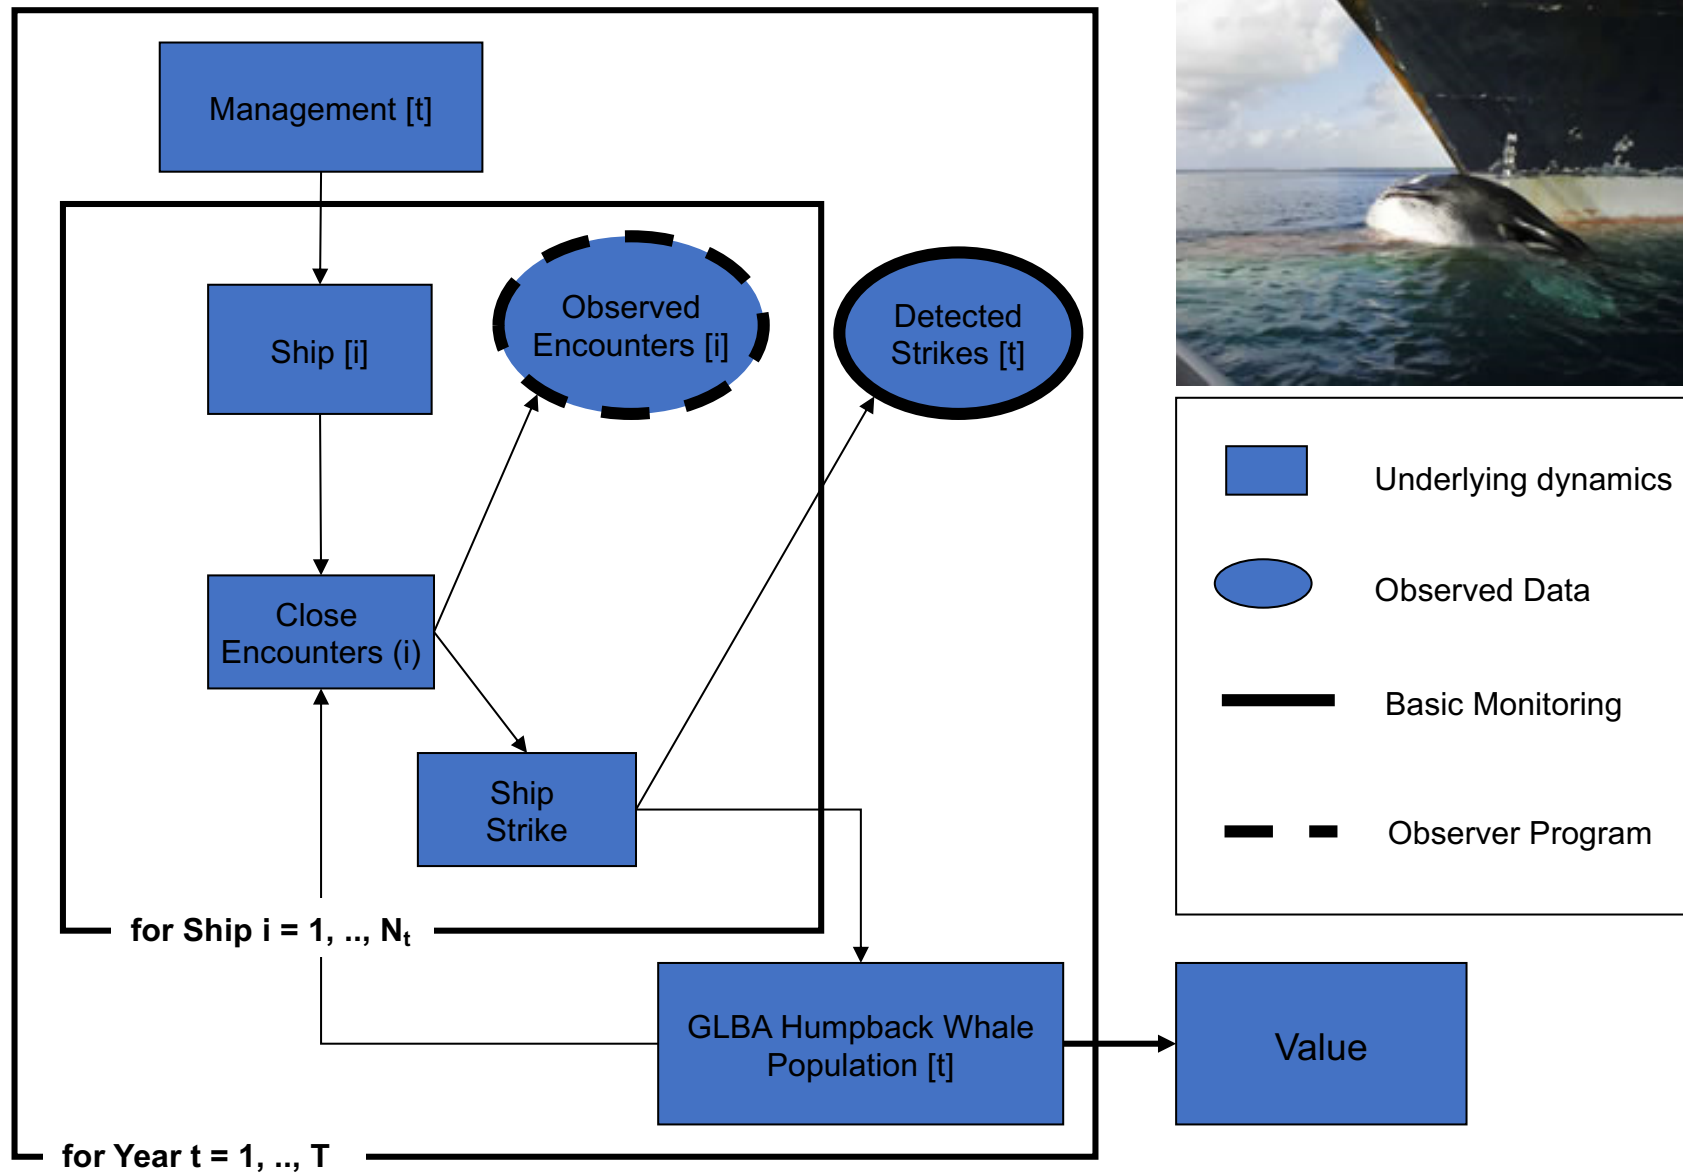 Management [t]
Ship [i]
Observed
Encounters [i]
Detected
Strikes [t]
Close
Encounters (i)
Ship
Strike
for Ship i = 1, .., Nt
GLBA Humpback Whale
Population [t]
Value
for Year t = 1, .., T
Underlying dynamics
Observed Data
Basic Monitoring
Observer Program